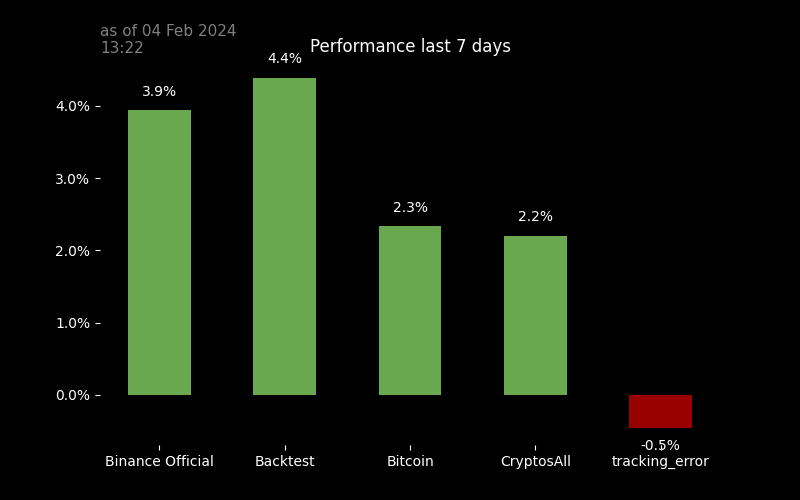 as of 04 Feb 2024
13:22
Performance last 7 days
4.4%
3.9%
4.0%
3.0%
2.3%
2.2%
2.0%
1.0%
0.0%
-0.5%
Binance Official
Backtest
Bitcoin
CryptosAll
tracking_error